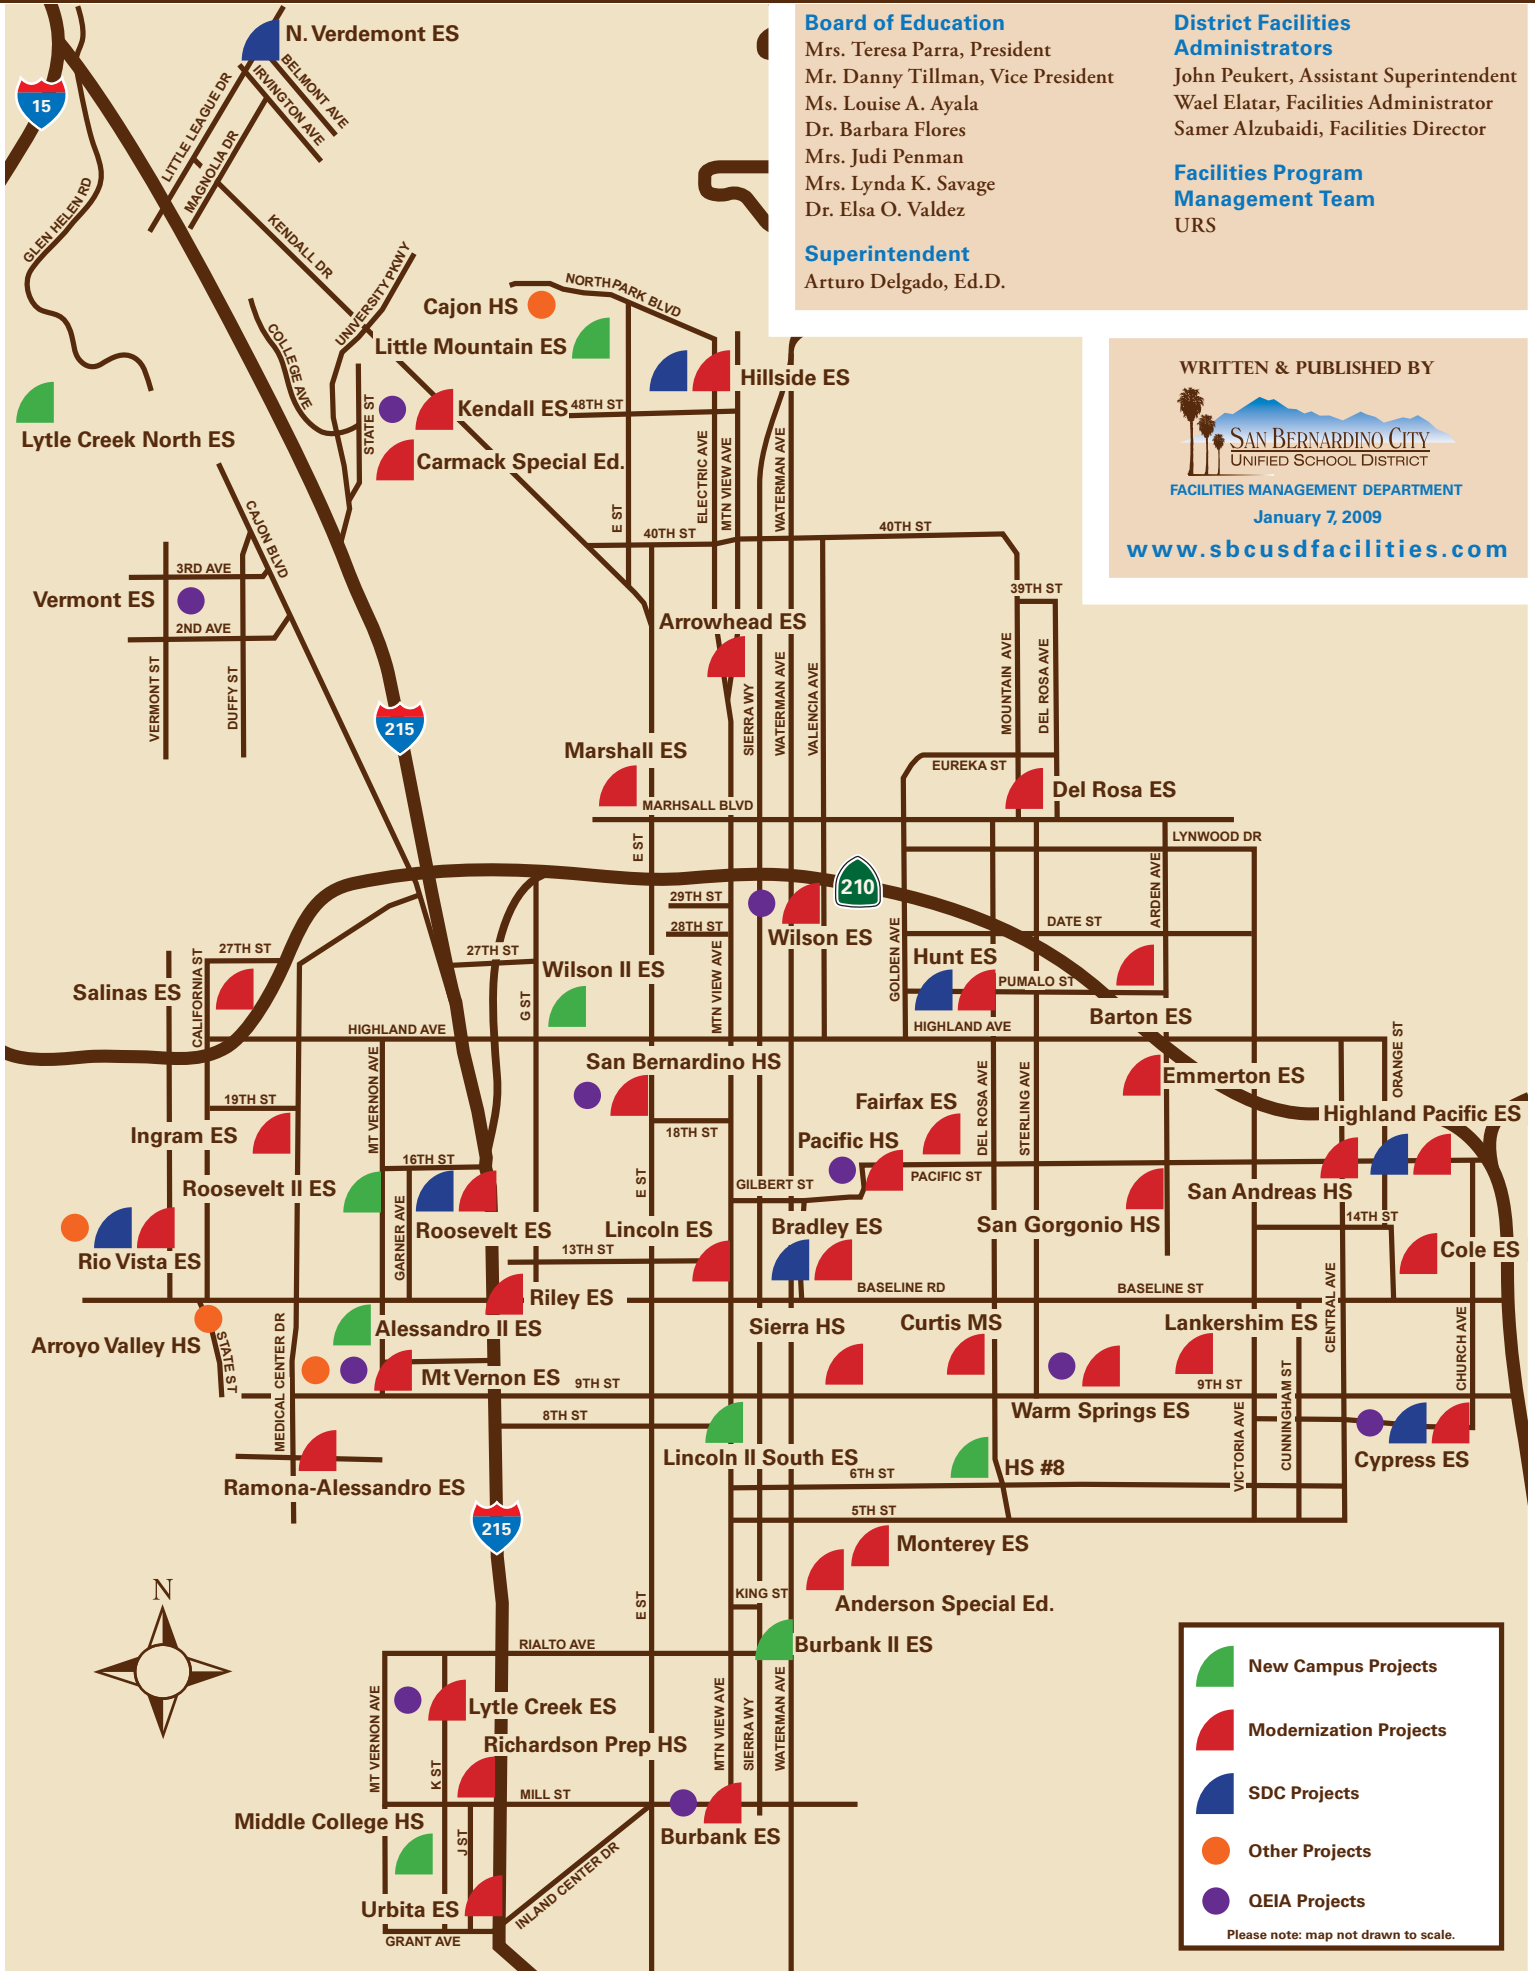 Board of Education
Mrs. Teresa Parra, President
Mr. Danny Tillman, Vice President
Ms. Louise A. Ayala
Dr. Barbara Flores
Mrs. Judi Penman
Mrs. Lynda K. Savage
Dr. Elsa O. Valdez
Superintendent
Arturo Delgado, Ed.D.
District Facilities
Administrators
John Peukert, Assistant Superintendent
Wael Elatar, Facilities Administrator
Samer Alzubaidi, Facilities Director
Facilities Program
Management Team
URS
WRITTEN & PUBLISHED BY
SAN BERNARDINO CITY
UNIFIED SCHOOL DISTRICT
FACILITIES MANAGEMENT DEPARTMENT
January 7, 2009
www.sbcusdfacilities.com
N. Verdemont ES
15
BELMONT AVE
IRVINGTON AVE
LITTLE LEAGUE DR
MAGNOLIA DR
GLEN HELEN RD
KENDALL DR
UNIVERSITY PKWY
COLLEGE AVE
NORTHPARK BLVD
Cajon HS
Little Mountain ES
Hillside ES
Kendall ES
48TH ST
STATE ST
Carmack Special Ed.
Lytle Creek North ES
ELECTRIC AVE
MTN VIEW AVE
WATERMAN AVE
E ST
40TH ST
40TH ST
CAJON BLVD
3RD AVE
Vermont ES
2ND AVE
VERMONT ST
DUFFY ST
39TH ST
MOUNTAIN AVE
DEL ROSA AVE
Arrowhead ES
SIERRA WY
WATERMAN AVE
VALENCIA AVE
215
Marshall ES
MARHSALL BLVD
EUREKA ST
Del Rosa ES
E ST
LYNWOOD DR
ARDEN AVE
210
29TH ST
28TH ST
Wilson ES
DATE ST
GOLDEN AVE
Hunt ES
PUMALO ST
HIGHLAND AVE
Barton ES
27TH ST
CALIFORNIA ST
Salinas ES
27TH ST
Wilson II ES
G ST
MTN VIEW AVE
HIGHLAND AVE
San Bernardino HS
MT VERNON AVE
19TH ST
Ingram ES
18TH ST
16TH ST
Roosevelt II ES
GARNER AVE
Roosevelt ES
E ST
Lincoln ES
13TH ST
Rio Vista ES
Fairfax ES
Pacific HS
PACIFIC ST
GILBERT ST
Bradley ES
DEL ROSA AVE
STERLING AVE
Emmerton ES
ORANGE ST
Highland Pacific ES
San Andreas HS
San Gorgonio HS
14TH ST
Cole ES
BASELINE RD
BASELINE ST
Riley ES
Arroyo Valley HS
STATE ST
MEDICAL CENTER DR
Alessandro II ES
Mt Vernon ES
9TH ST
Sierra HS
Curtis MS
Lankershim ES
CENTRAL AVE
CHURCH AVE
9TH ST
CUNNINGHAM ST
VICTORIA AVE
Warm Springs ES
Cypress ES
8TH ST
Lincoln II South ES
HS #8
6TH ST
5TH ST
Ramona-Alessandro ES
215
Monterey ES
Anderson Special Ed.
KING ST
E ST
Burbank II ES
RIALTO AVE
N
MT VERNON AVE
Lytle Creek ES
Richardson Prep HS
K ST
MTN VIEW AVE
SIERRA WY
WATERMAN AVE
MILL ST
Middle College HS
J ST
Burbank ES
Urbita ES
INLAND CENTER DR
GRANT AVE
New Campus Projects
Modernization Projects
SDC Projects
Other Projects
QEIA Projects
Please note: map not drawn to scale.